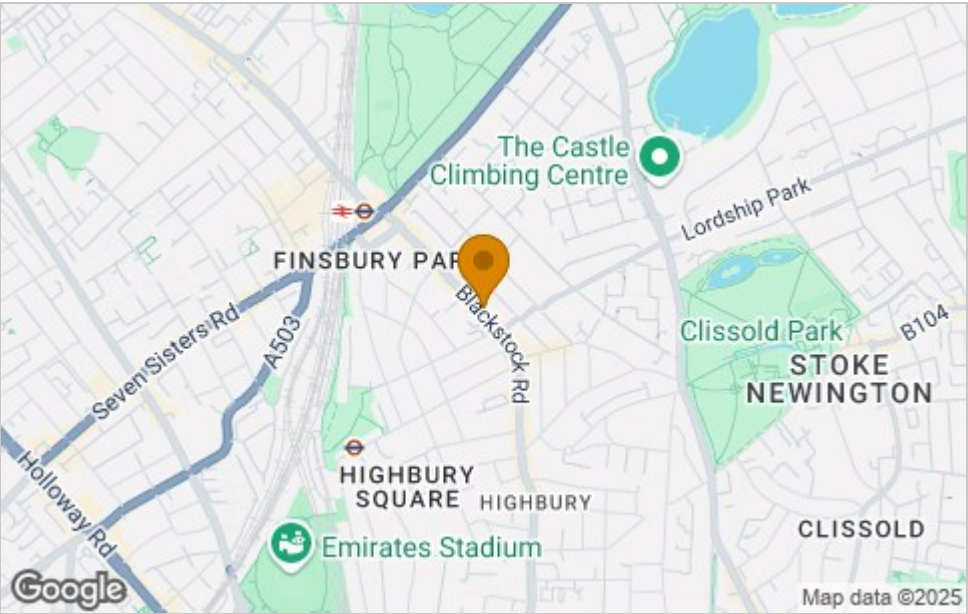 The Castle
Climbing Centre
Lordship Park
FINSBURY PAR
Blackstock Rd
Seven Sisters Rd
A503
Clissold Park
B104
STOKE
NEWINGTON
Holloway Rd
HIGHBURY
SQUARE
HIGHBURY
CLISSOLD
Emirates Stadium
Google
Map data ©2025